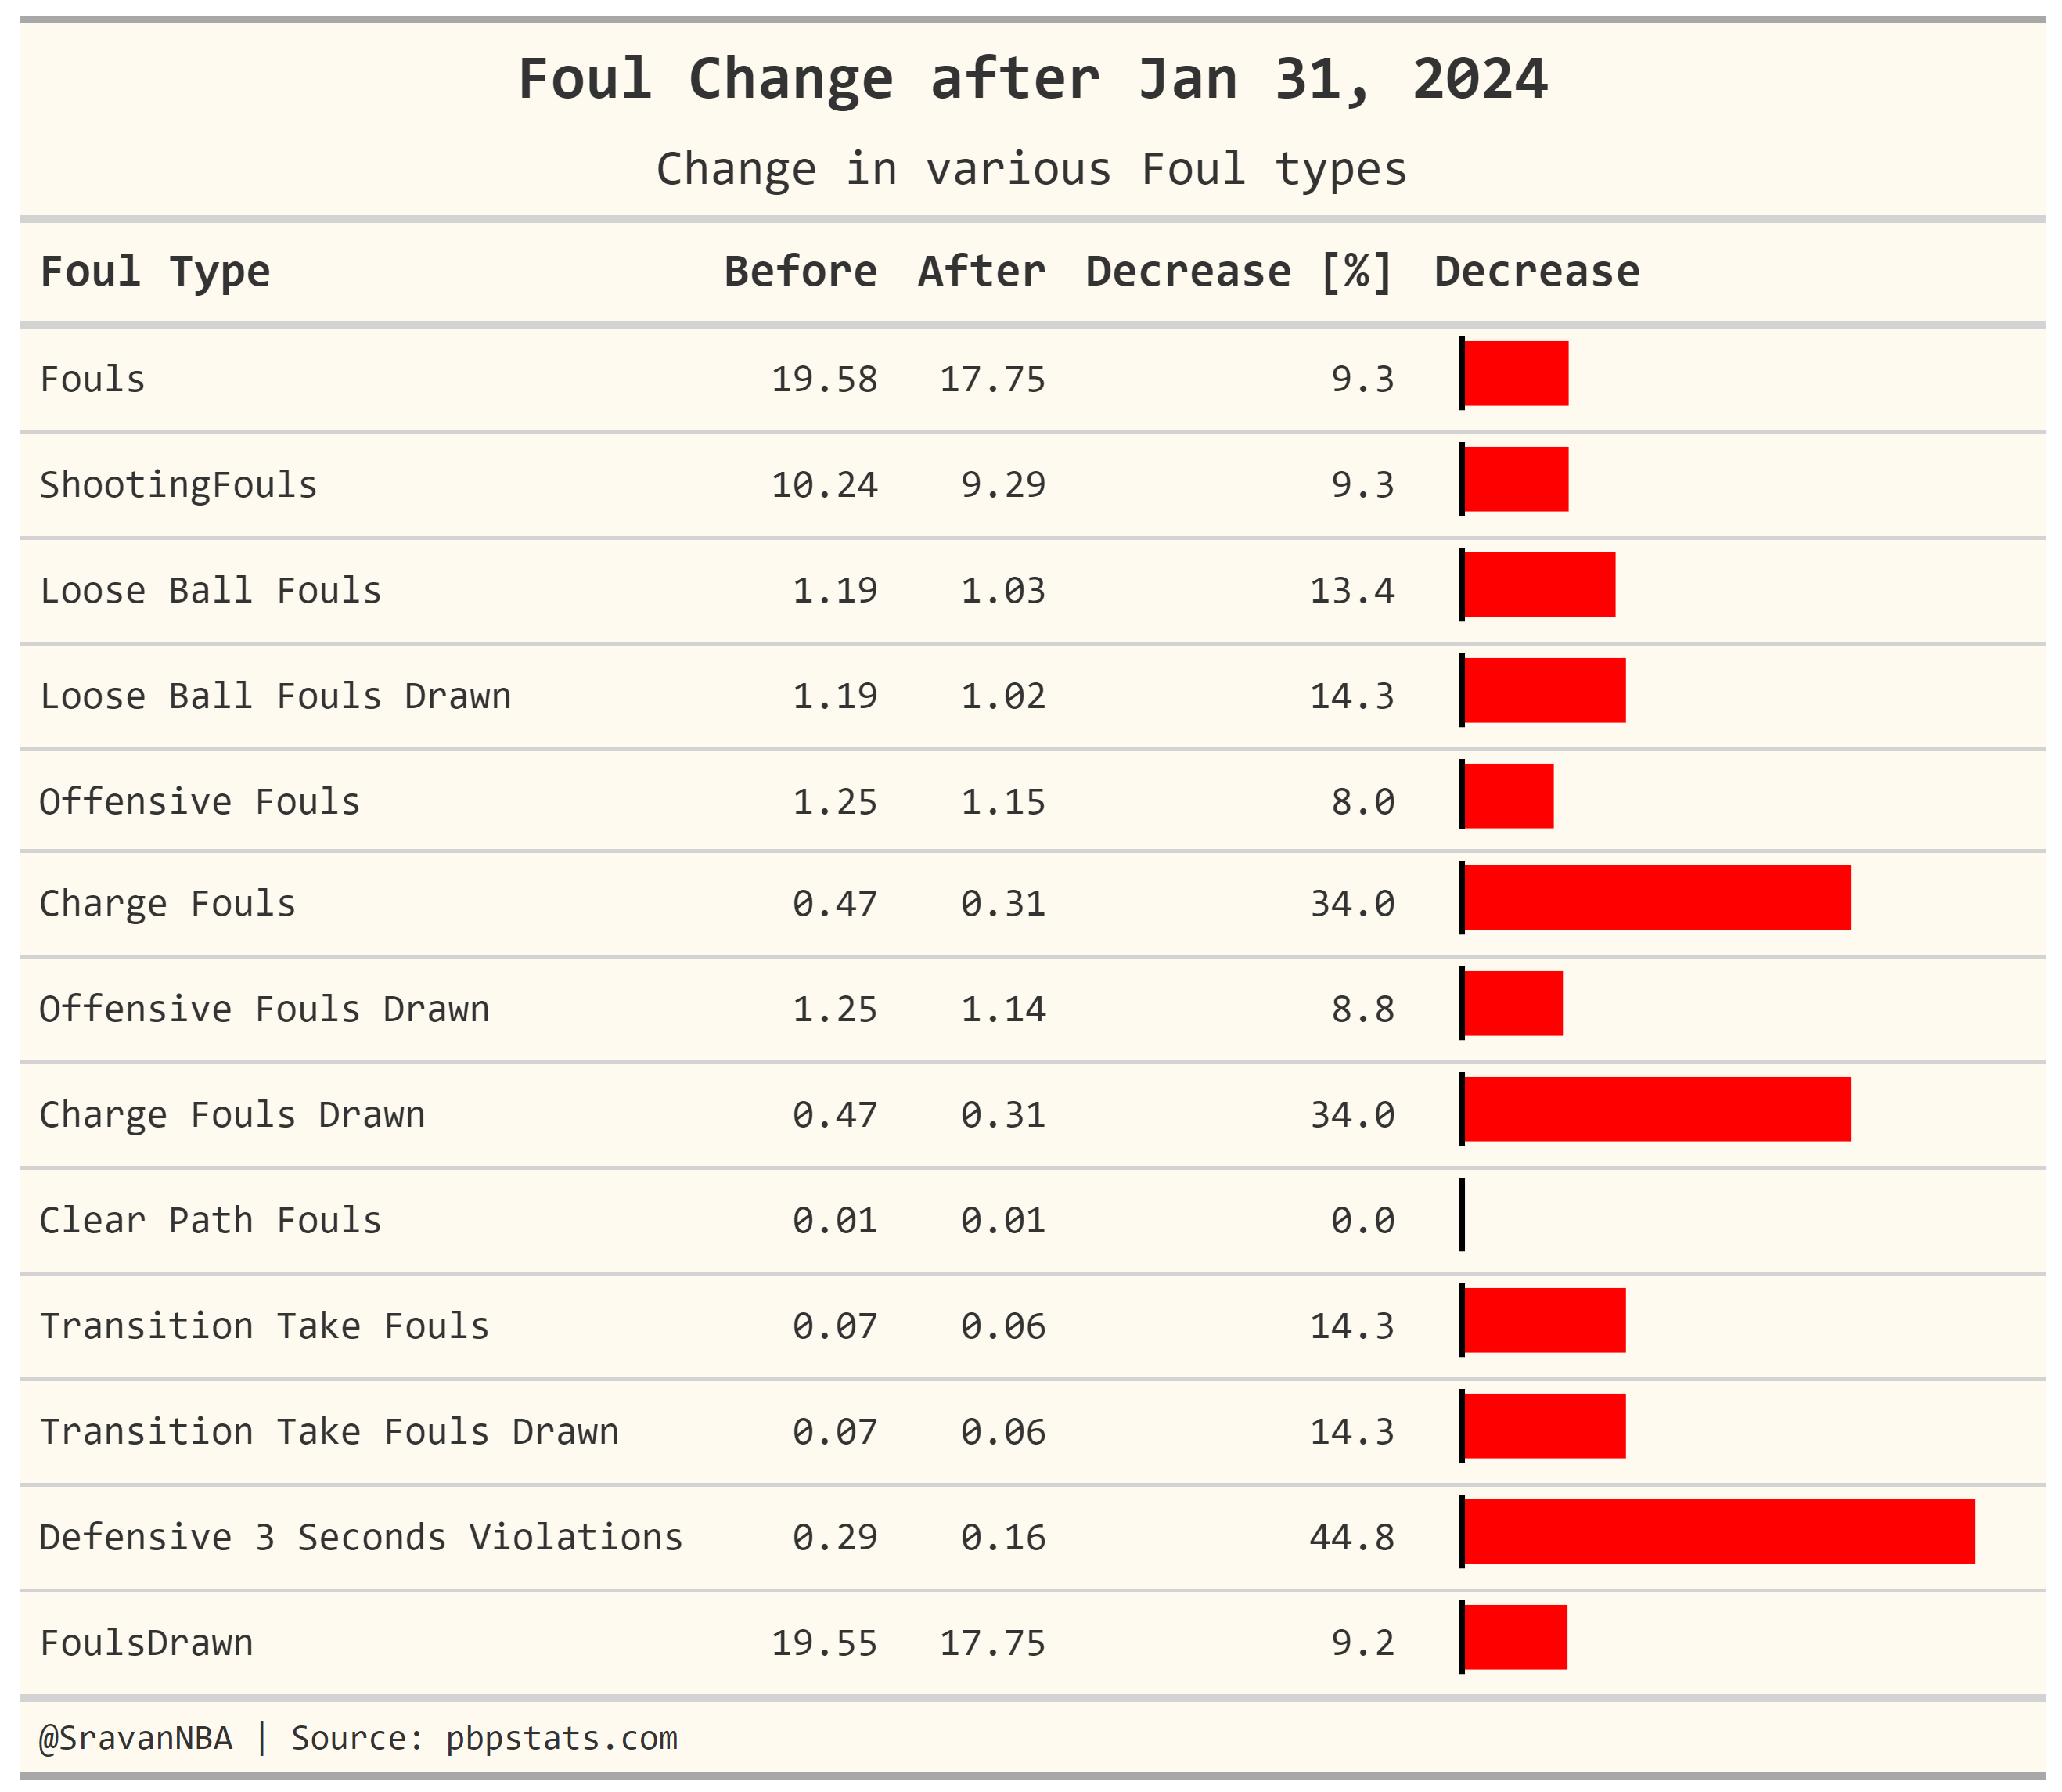 Foul Change after Jan 31, 2024
Change in various Foul types
Foul Type Before After Decrease [%] Decrease
Fouls 19.58 17.75 9.3
ShootingFouls 10.24 9.29 9.3
Loose Ball Fouls 1.19 1.03 13.4
Loose Ball Fouls Drawn 1.19 1.02 14.3
Offensive Fouls 1.25 1.15 8.0
Charge Fouls 0.47 0.31 34.0
Offensive Fouls Drawn 1.25 1.14 8.8
Charge Fouls Drawn 0.47 0.31 34.0
Clear Path Fouls 0.01 0.01 0.0
Transition Take Fouls 0.07 0.06 14.3
Transition Take Fouls Drawn 0.07 0.06 14.3
Defensive 3 Seconds Violations 0.29 0.16 44.8
FoulsDrawn 19.55 17.75 9.2
@SravanNBA | Source: pbpstats.com